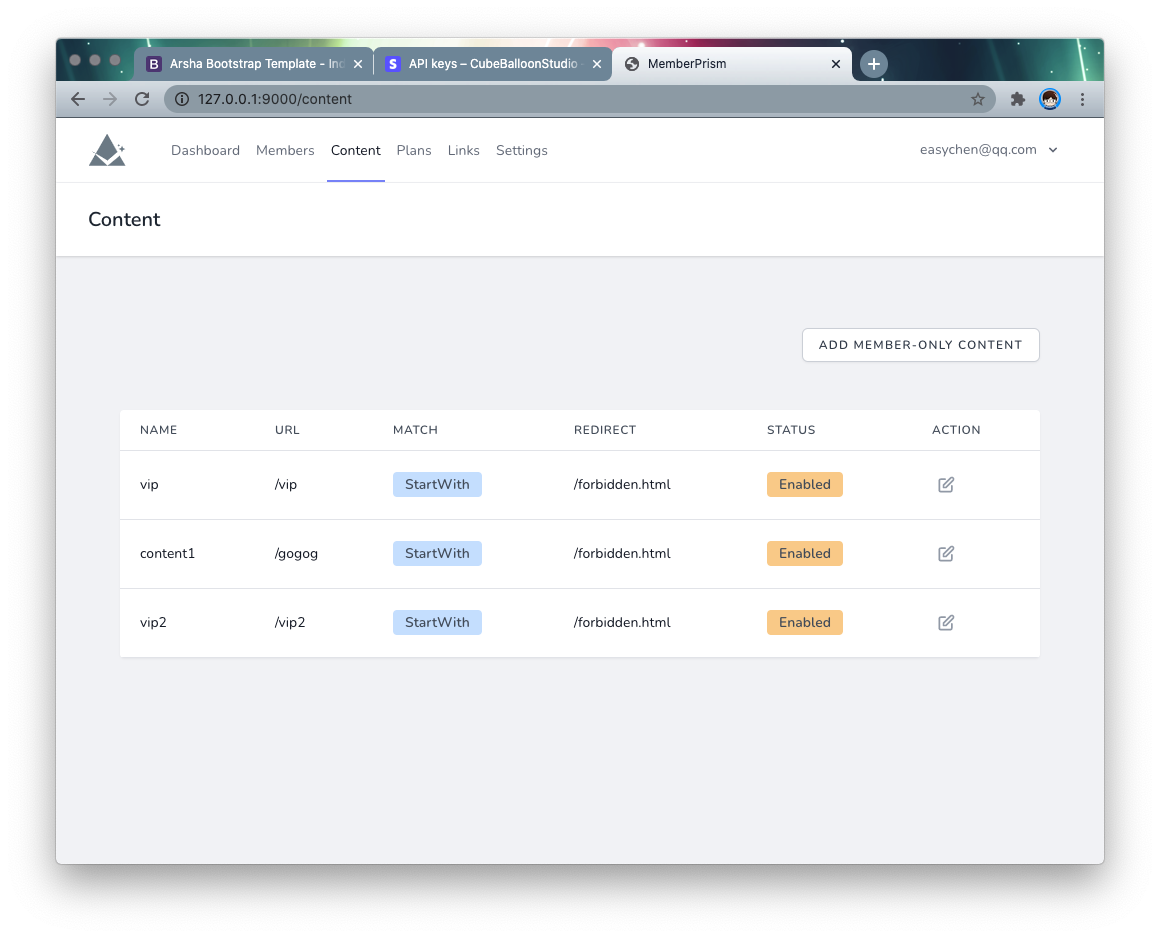 Arsha Bootstrap Template - Ind
API keys – CubeBalloonStudio -
MemberPrism
127.0.0.1:9000/content
Dashboard Members Content Plans Links Settings easychen@qq.com
Content
ADD MEMBER-ONLY CONTENT
NAME URL MATCH REDIRECT STATUS ACTION
vip /vip StartWith /forbidden.html Enabled
content1 /gogog StartWith /forbidden.html Enabled
vip2 /vip2 StartWith /forbidden.html Enabled